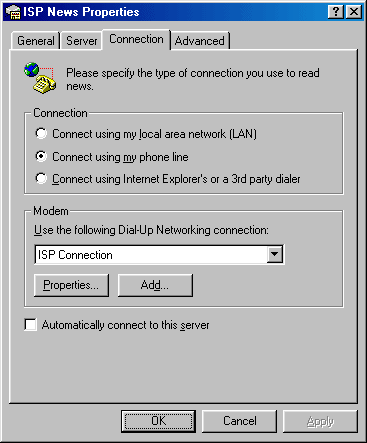 ISP News Properties
General Server Connection Advanced
Please specify the type of connection you use to read
news.
Connection
Connect using my local area network (LAN)
Connect using my phone line
Connect using Internet Explorer's or a 3rd party dialer
Modem
Use the following Dial-Up Networking connection:
ISP Connection
Properties... Add...
Automatically connect to this server
OK Cancel Apply